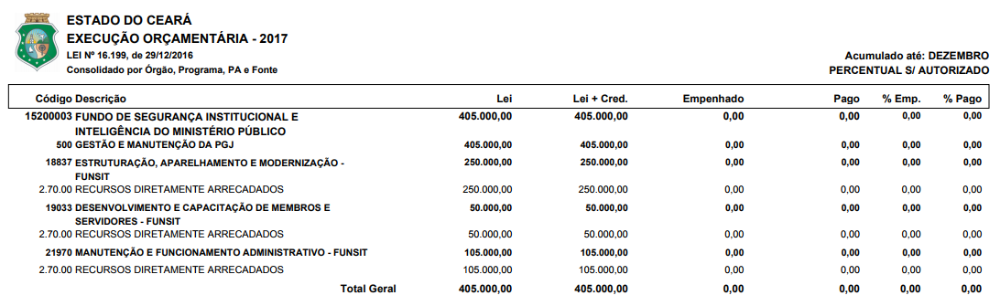 ESTADO DO CEARÁ
EXECUÇÃO ORÇAMENTÁRIA - 2017
LEI Nº 16.199, de 29/12/2016
Consolidado por Órgão, Programa, PA e Fonte
Acumulado até: DEZEMBRO
PERCENTUAL S/ AUTORIZADO
Código Descrição Lei Lei + Cred. Empenhado Pago % Emp. % Pago
15200003 FUNDO DE SEGURANÇA INSTITUCIONAL E 405.000,00 405.000,00 0,00 0,00 0,00 0,00
INTELIGÊNCIA DO MINISTÉRIO PÚBLICO
500 GESTÃO E MANUTENÇÃO DA PGJ 405.000,00 405.000,00 0,00 0,00 0,00 0,00
18837 ESTRUTURAÇÃO, APARELHAMENTO E MODERNIZAÇÃO - 250.000,00 250.000,00 0,00 0,00 0,00 0,00
FUNSIT
2.70.00 RECURSOS DIRETAMENTE ARRECADADOS 250.000,00 250.000,00 0,00 0,00 0,00 0,00
19033 DESENVOLVIMENTO E CAPACITAÇÃO DE MEMBROS E 50.000,00 50.000,00 0,00 0,00 0,00 0,00
SERVIDORES - FUNSIT
2.70.00 RECURSOS DIRETAMENTE ARRECADADOS 50.000,00 50.000,00 0,00 0,00 0,00 0,00
21970 MANUTENÇÃO E FUNCIONAMENTO ADMINISTRATIVO - FUNSIT 105.000,00 105.000,00 0,00 0,00 0,00 0,00
2.70.00 RECURSOS DIRETAMENTE ARRECADADOS 105.000,00 105.000,00 0,00 0,00 0,00 0,00
Total Geral 405.000,00 405.000,00 0,00 0,00 0,00 0,00